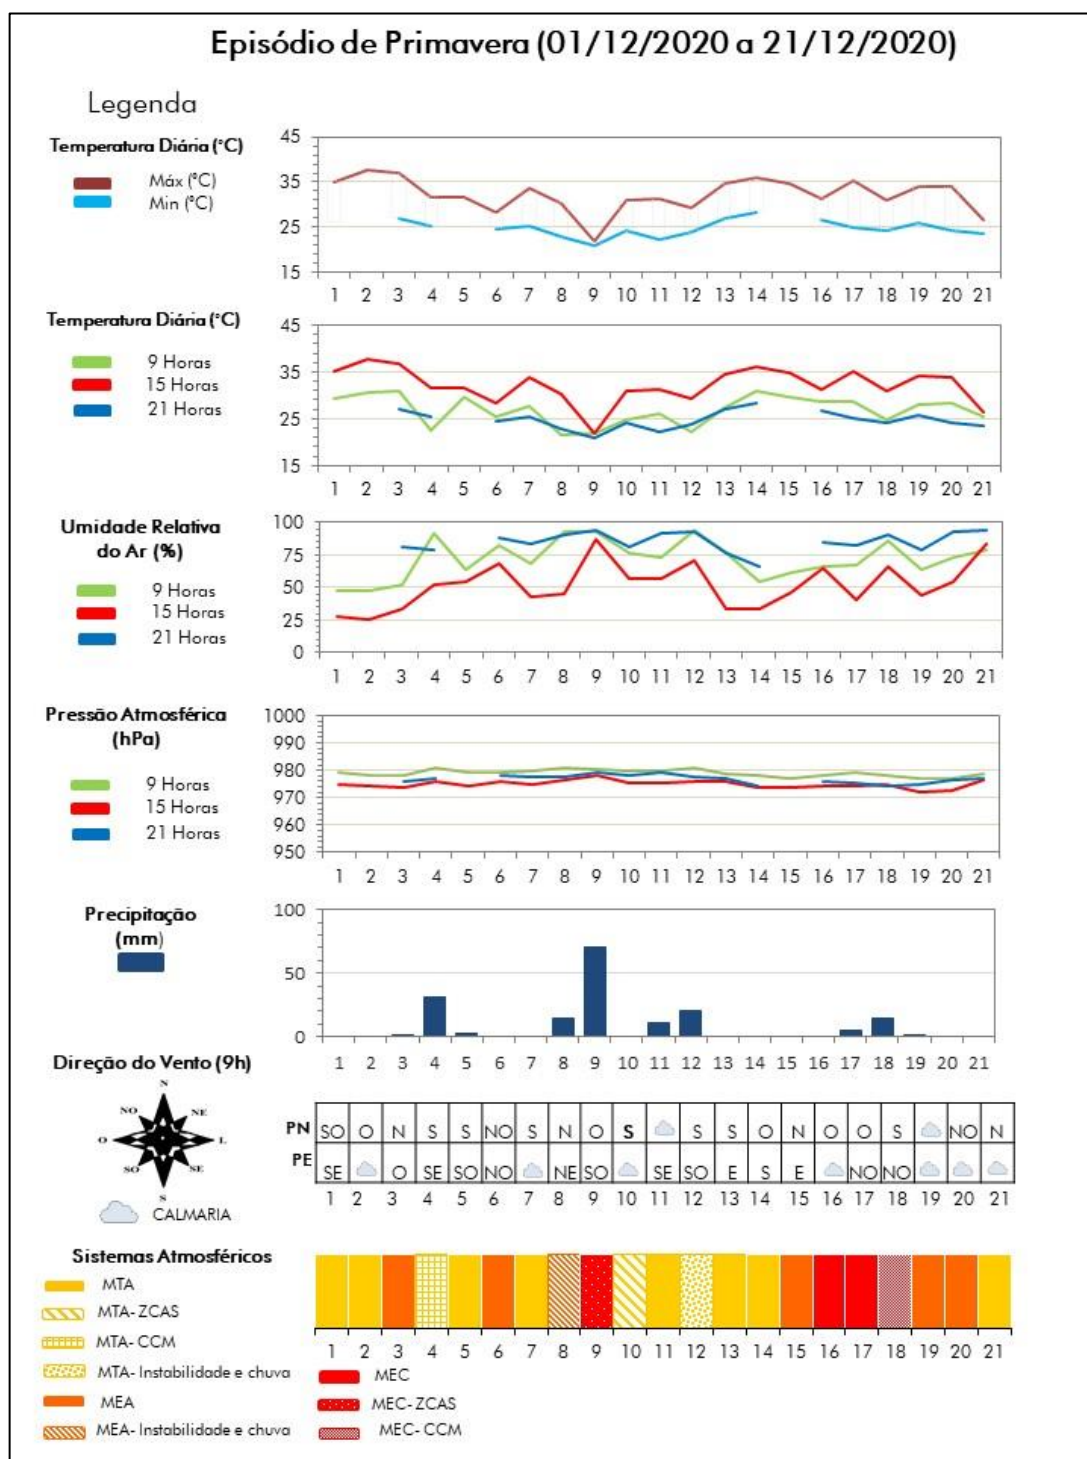 Episódio de Primavera (01/12/2020 a 21/12/2020)
Legenda
Temperatura Diária (°C)
Máx (°C)
Min (°C)
45
35
25
15
1 2 3 4 5 6 7 8 9 10 11 12 13 14 15 16 17 18 19 20 21
Temperatura Diária (°C)
9 Horas
15 Horas
21 Horas
45
35
25
15
1 2 3 4 5 6 7 8 9 10 11 12 13 14 15 16 17 18 19 20 21
Umidade Relativa
do Ar (%)
9 Horas
15 Horas
21 Horas
100
75
50
25
0
1 2 3 4 5 6 7 8 9 10 11 12 13 14 15 16 17 18 19 20 21
Pressão Atmosférica
(hPa)
9 Horas
15 Horas
21 Horas
1000
990
980
970
960
950
1 2 3 4 5 6 7 8 9 10 11 12 13 14 15 16 17 18 19 20 21
Precipitação
(mm)
100
50
0
1 2 3 4 5 6 7 8 9 10 11 12 13 14 15 16 17 18 19 20 21
Direção do Vento (9h)
N
NO NE
O L
SO SE
S
CALMARIA
PN SO O N S S NO S N O S S S O N O O S NO N
PE SE O SE SO NO NE SO SE SO E S E NO NO
1 2 3 4 5 6 7 8 9 10 11 12 13 14 15 16 17 18 19 20 21
Sistemas Atmosféricos
MTA
MTA- ZCAS
MTA- CCM
MTA- Instabilidade e chuva
MEA
MEA- Instabilidade e chuva
1 2 3 4 5 6 7 8 9 10 11 12 13 14 15 16 17 18 19 20 21
MEC
MEC- ZCAS
MEC- CCM